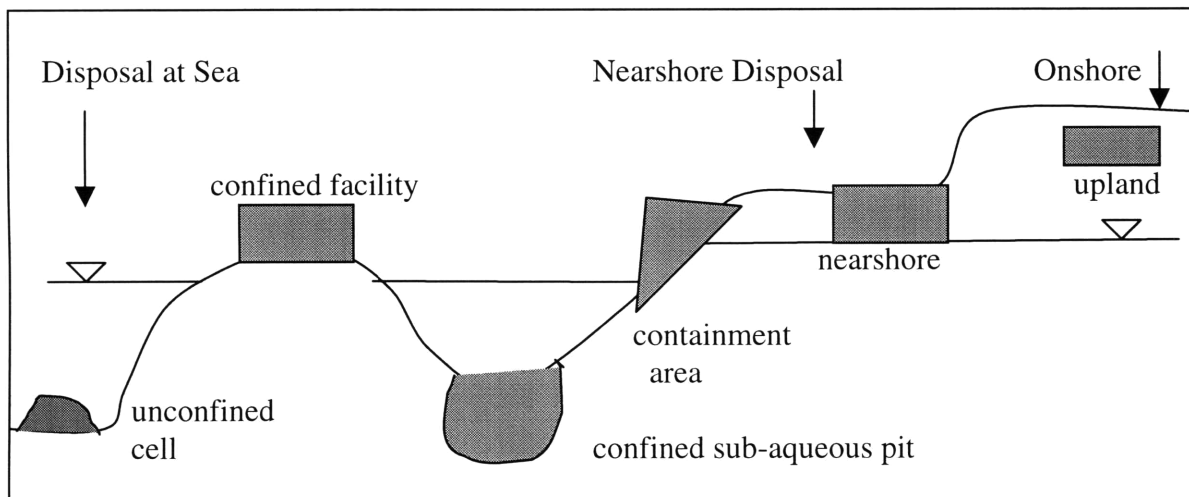 Disposal at Sea
Nearshore Disposal
Onshore
confined facility
upland
nearshore
containment
area
unconfined
cell
confined sub-aqueous pit